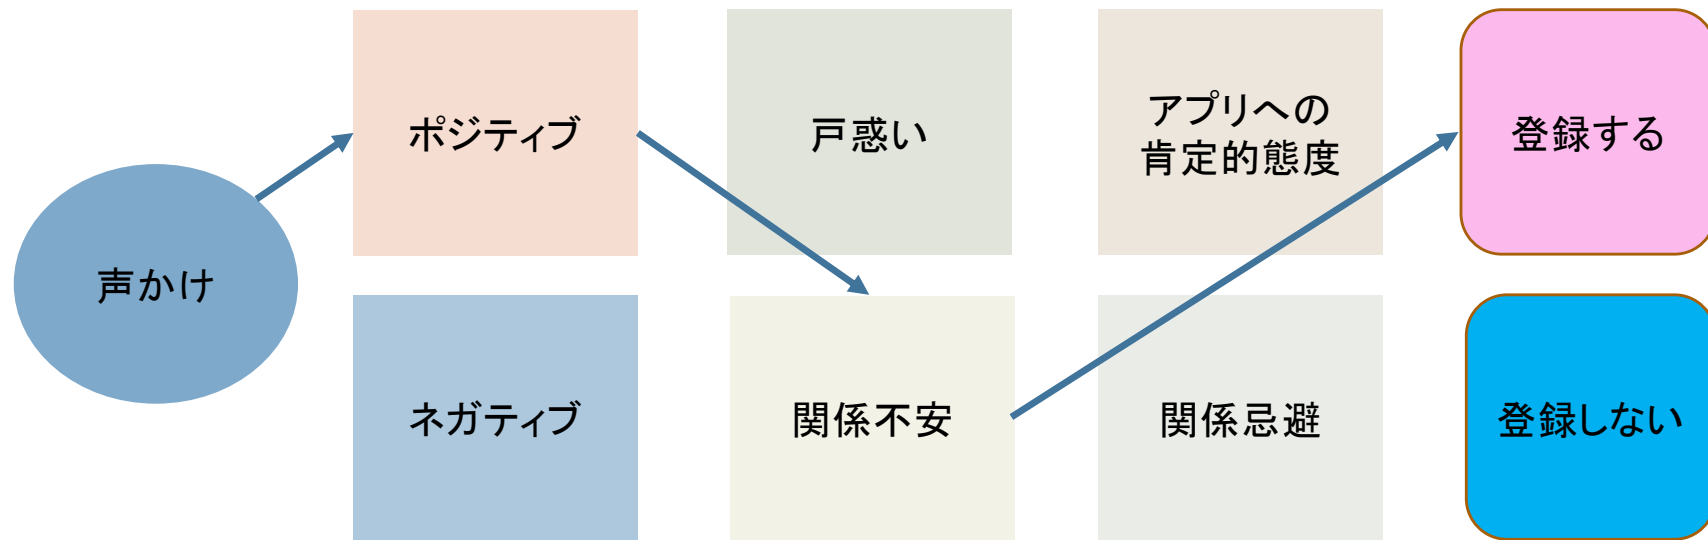 声かけ
ポジティブ
戸惑い
アプリへの
肯定的態度
登録する
ネガティブ
関係不安
関係忌避
登録しない